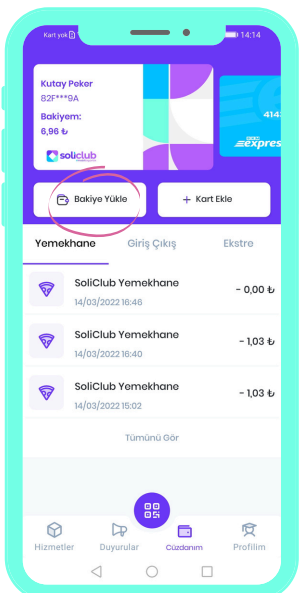 Kart yok
14:14
Kutay Peker
82F***9A
Bakiyem:
6,96 ₺
soliclub
4143
express
Bakiye Yükle
+ Kart Ekle
Yemekhane
Giriş Çıkış
Ekstre
SoliClub Yemekhane
14/03/2022 16:46
- 0,00 ₺
SoliClub Yemekhane
14/03/2022 16:40
- 1,03 ₺
SoliClub Yemekhane
14/03/2022 15:02
- 1,03 ₺
Tümünü Gör
Hizmetler
Duyurular
Cüzdanım
Profilim